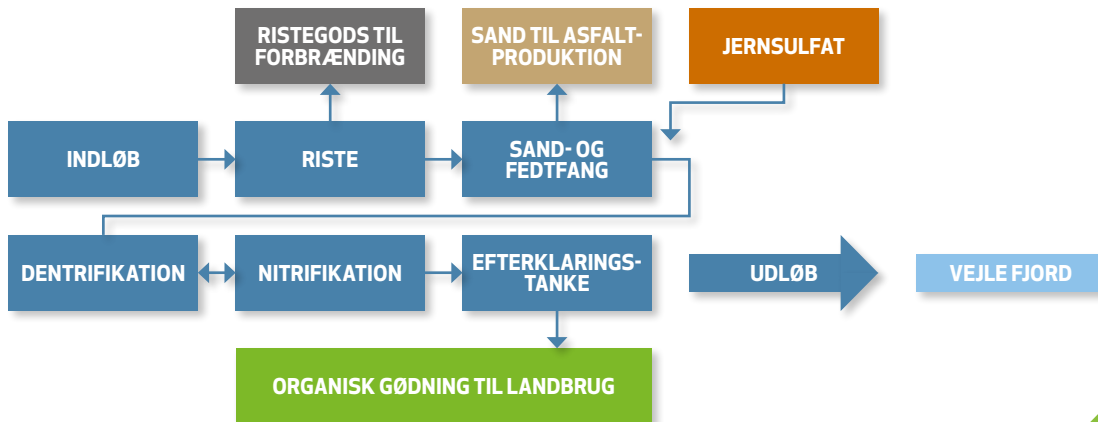 RISTEGODS TIL
FORBRÆNDING
SAND TIL ASFALT-
PRODUKTION
JERNSULFAT
INDLØB
RISTE
SAND- OG
FEDTFANG
DENTRIFIKATION
NITRIFIKATION
EFTERKLARINGS-
TANKE
UDLØB
VEJLE FJORD
ORGANISK GØDNING TIL LANDBRUG